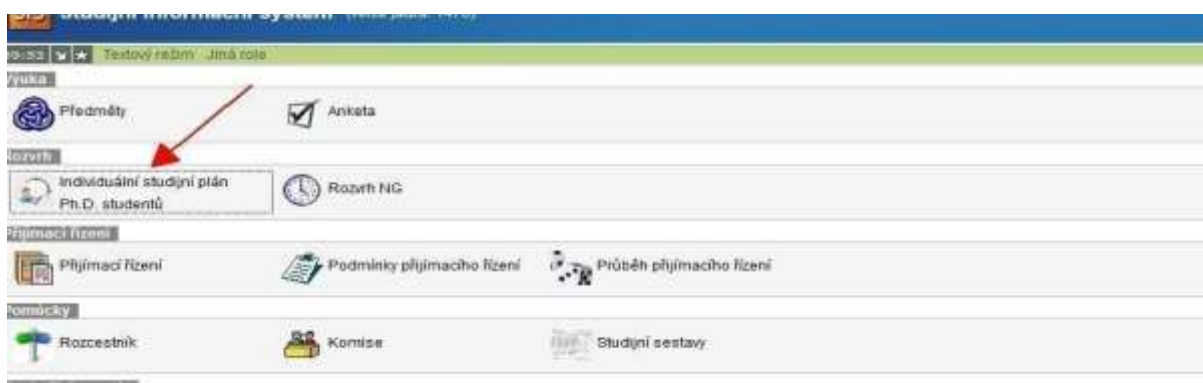 Studijní informační systém
Textový režim Jiná role
Výuka
Předměty
Anketa
Rozvrh
Individuální studijní plán
Ph.D. studentů
Rozvrh NG
Přijímací řízení
Přijímací řízení
Podmínky přijímacího řízení
Průběh přijímacího řízení
Pomůcky
Rozcestník
Komise
Studijní sestavy